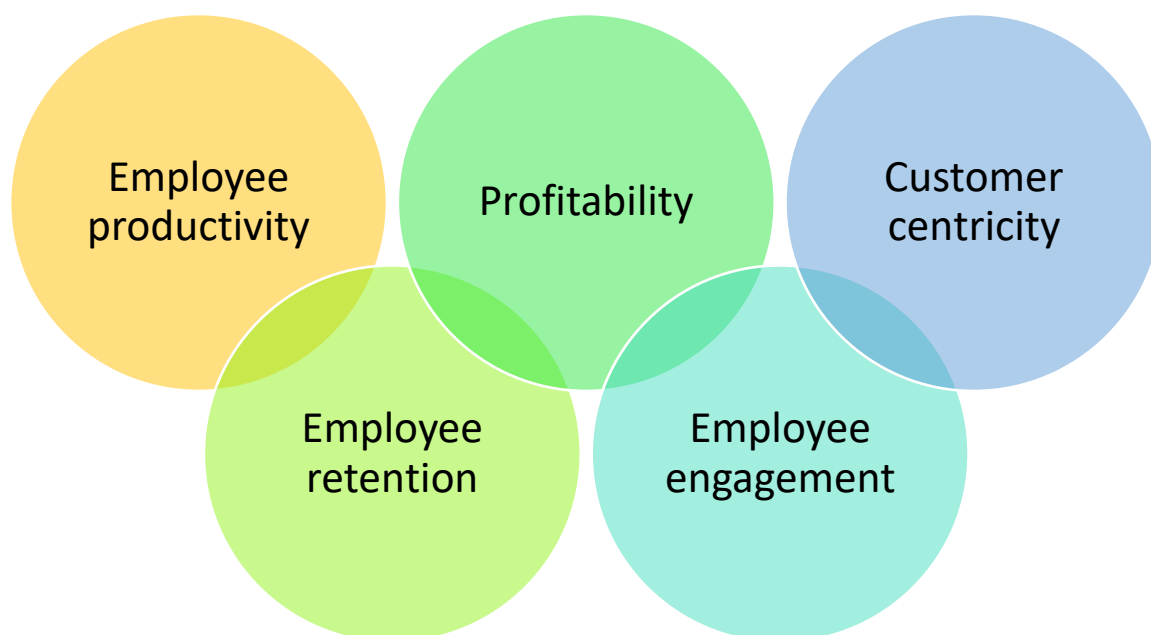 Employee
productivity
Profitability
Customer
centricity
Employee
retention
Employee
engagement